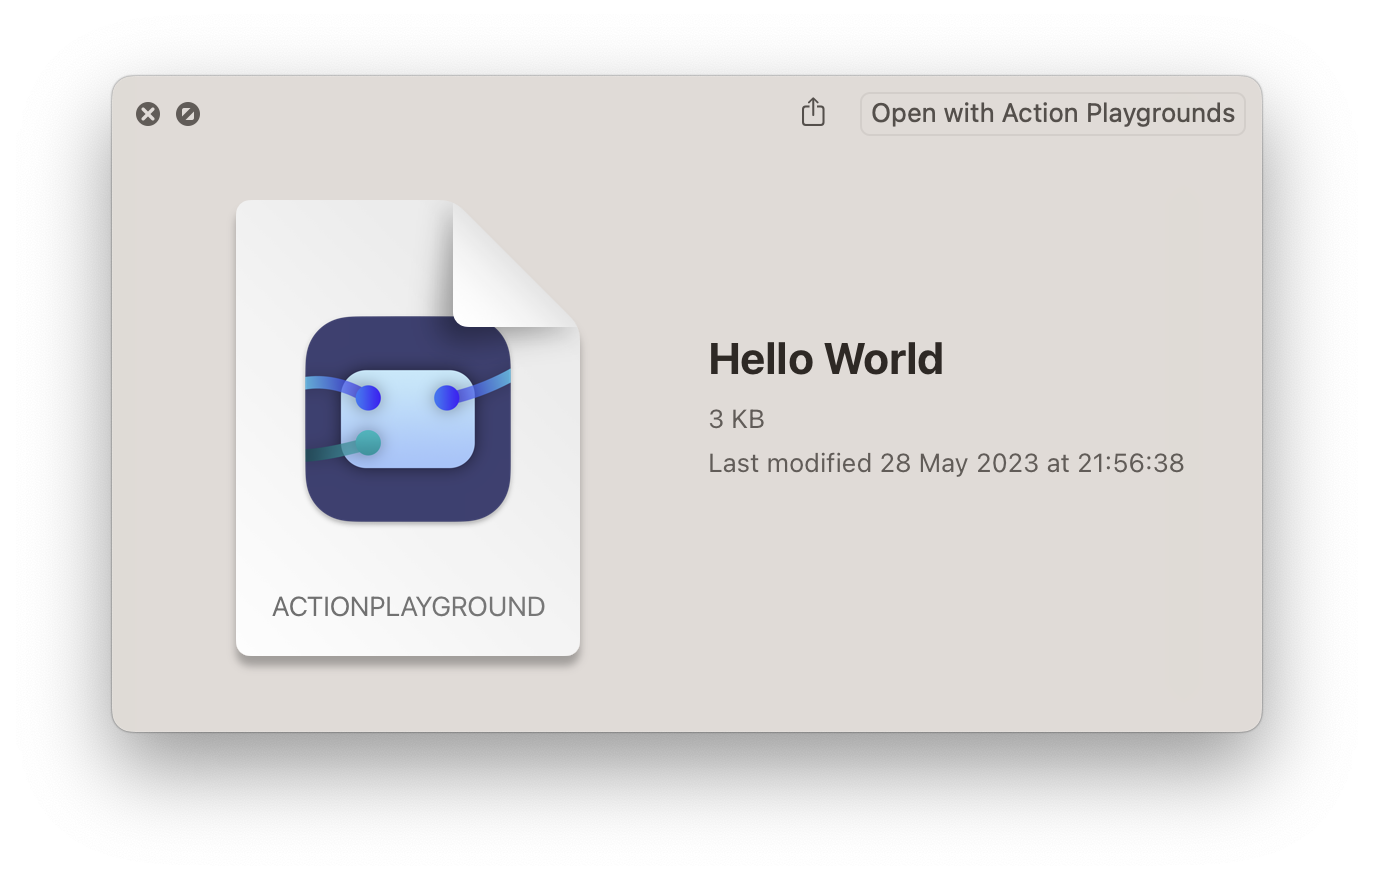 Open with Action Playgrounds
ACTIONPLAYGROUND
Hello World
3 KB
Last modified 28 May 2023 at 21:56:38